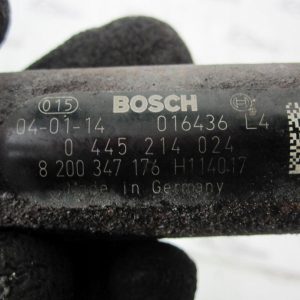 015 BOSCH
04-01-14 016436 L4
0 445 214 024
8 200 347 176 H114017
Made in Germany